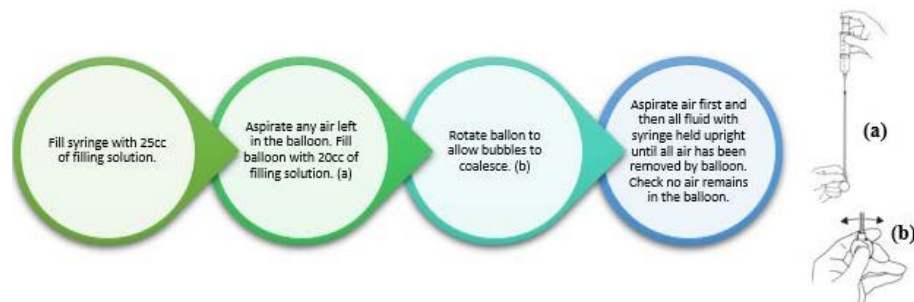 Fill syringe with 25cc
of filling solution.
Aspirate any air left
in the balloon. Fill
balloon with 20cc of
filling solution. (a)
Rotate ballon to
allow bubbles to
coalesce. (b)
Aspirate air first and
then all fluid with
syringe held upright
until all air has been
removed by balloon.
Check no air remains
in the balloon.
(a)
(b)